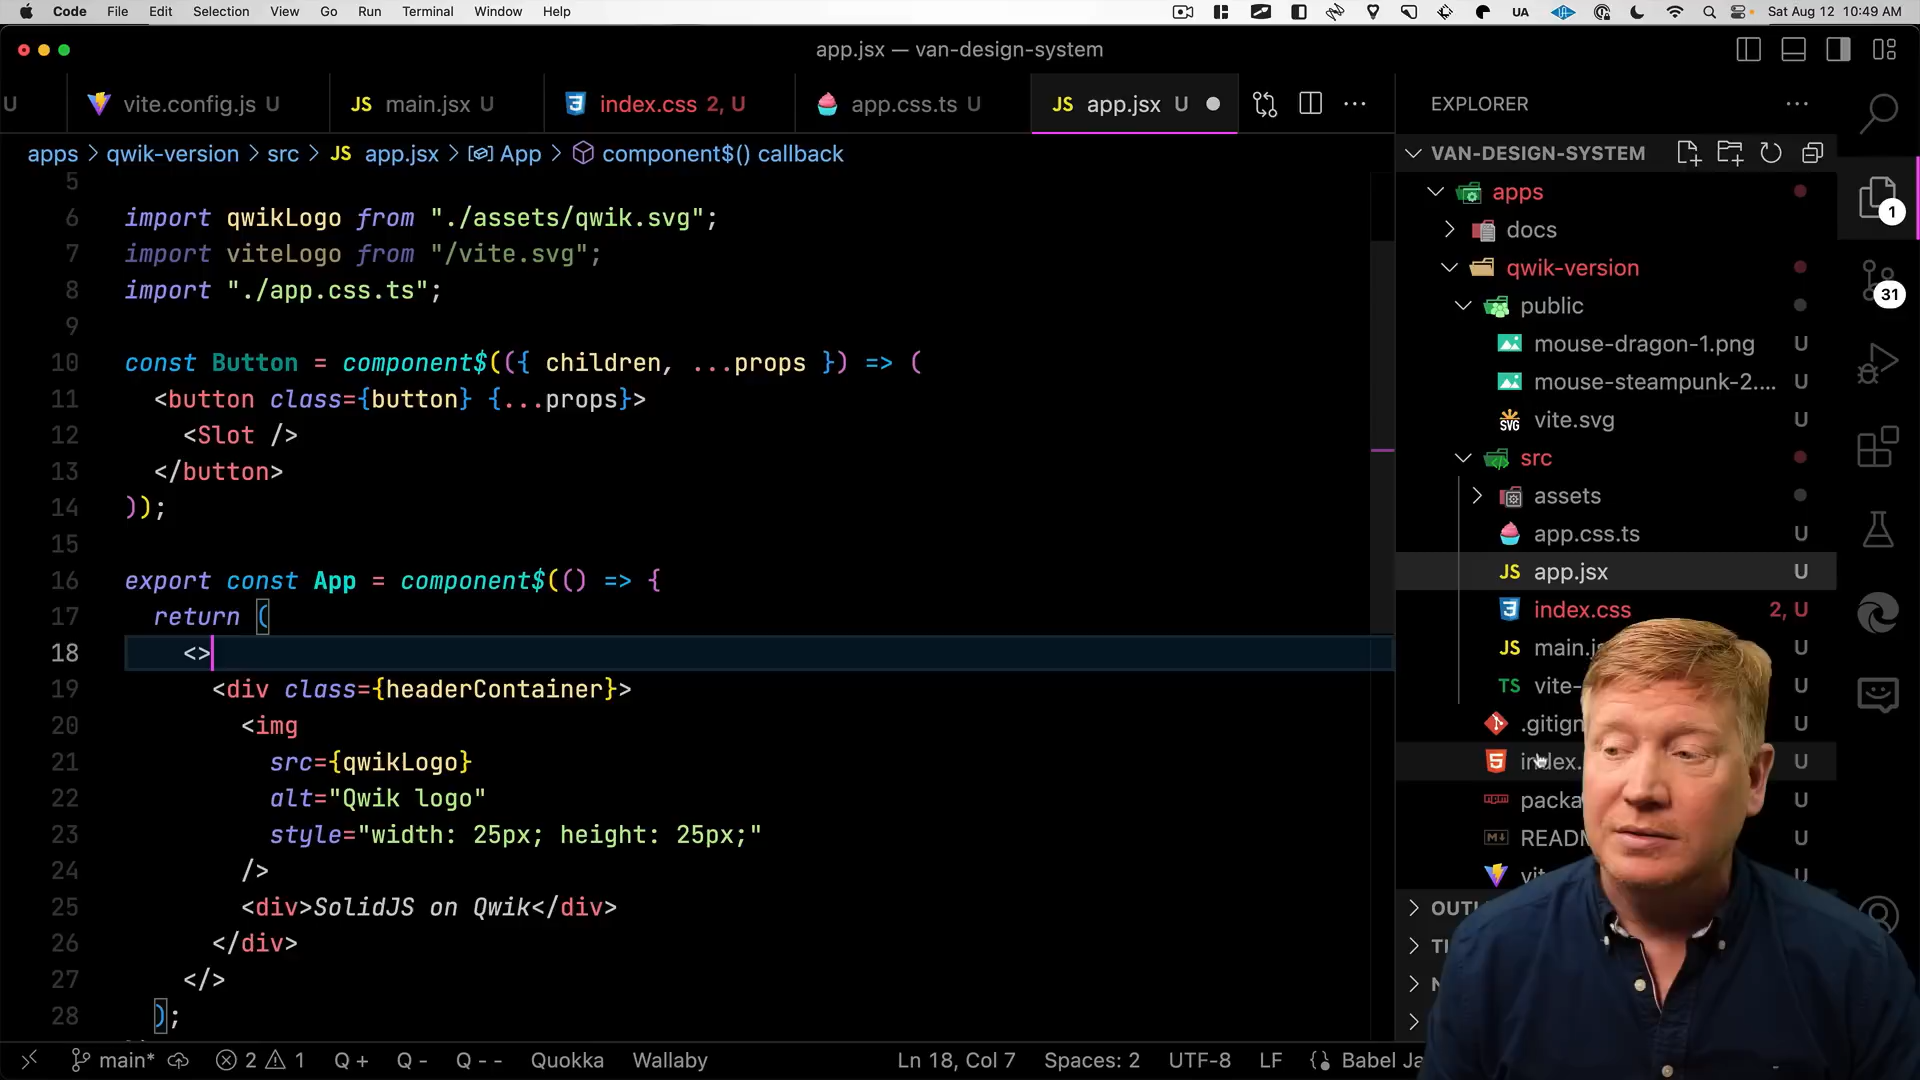 Code File Edit Selection View Go Run Terminal Window Help UA Sat Aug 12 10:49 AM
app.jsx — van-design-system
U vite.config.js U JS main.jsx U index.css 2, U app.css.ts U JS app.jsx U
apps > qwik-version > src > JS app.jsx > App > component$() callback
5
6 import qwikLogo from "./assets/qwik.svg";
7 import viteLogo from "/vite.svg";
8 import "./app.css.ts";
9
10 const Button = component$(({ children, ...props }) => (
11 <button class={button} {...props}>
12 <Slot />
13 </button>
14 ));
15
16 export const App = component$(() => {
17 return (
18 <>
19 <div class={headerContainer}>
20 <img
21 src={qwikLogo}
22 alt="Qwik logo"
23 style="width: 25px; height: 25px;"
24 />
25 <div>SolidJS on Qwik</div>
26 </div>
27 </>
28 );
EXPLORER
VAN-DESIGN-SYSTEM
apps
docs
qwik-version
public
mouse-dragon-1.png U
mouse-steampunk-2.... U
SVG vite.svg U
src
assets
app.css.ts U
JS app.jsx U
index.css 2, U
JS main.js U
TS vite- U
.gitign U
index. U
packa U
READM U
vit U
OUTL
1
31
main* 2 1 Q + Q - Q - - Quokka Wallaby Ln 18, Col 7 Spaces: 2 UTF-8 LF Babel Ja